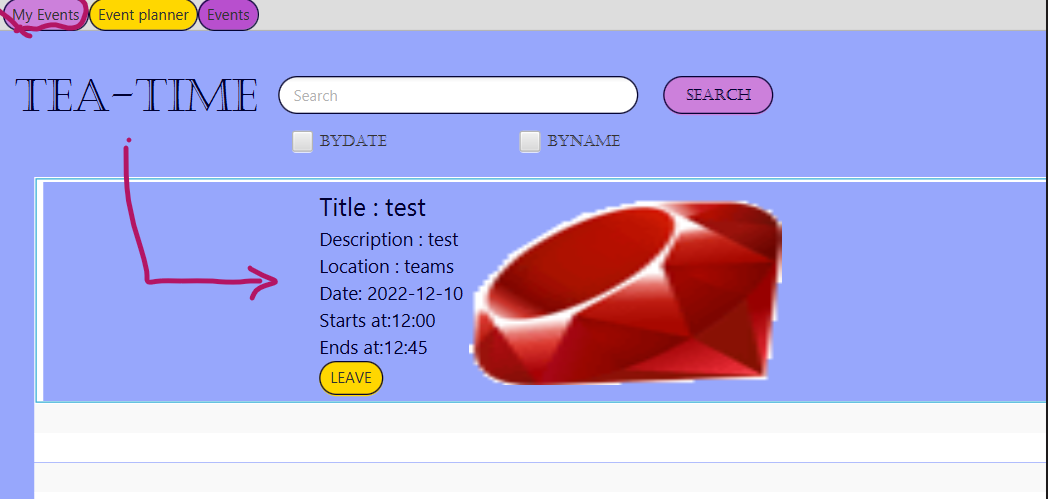 My Events Event planner Events
TEA-TIME Search SEARCH
BYDATE BYNAME
Title : test
Description : test
Location : teams
Date: 2022-12-10
Starts at:12:00
Ends at:12:45
LEAVE